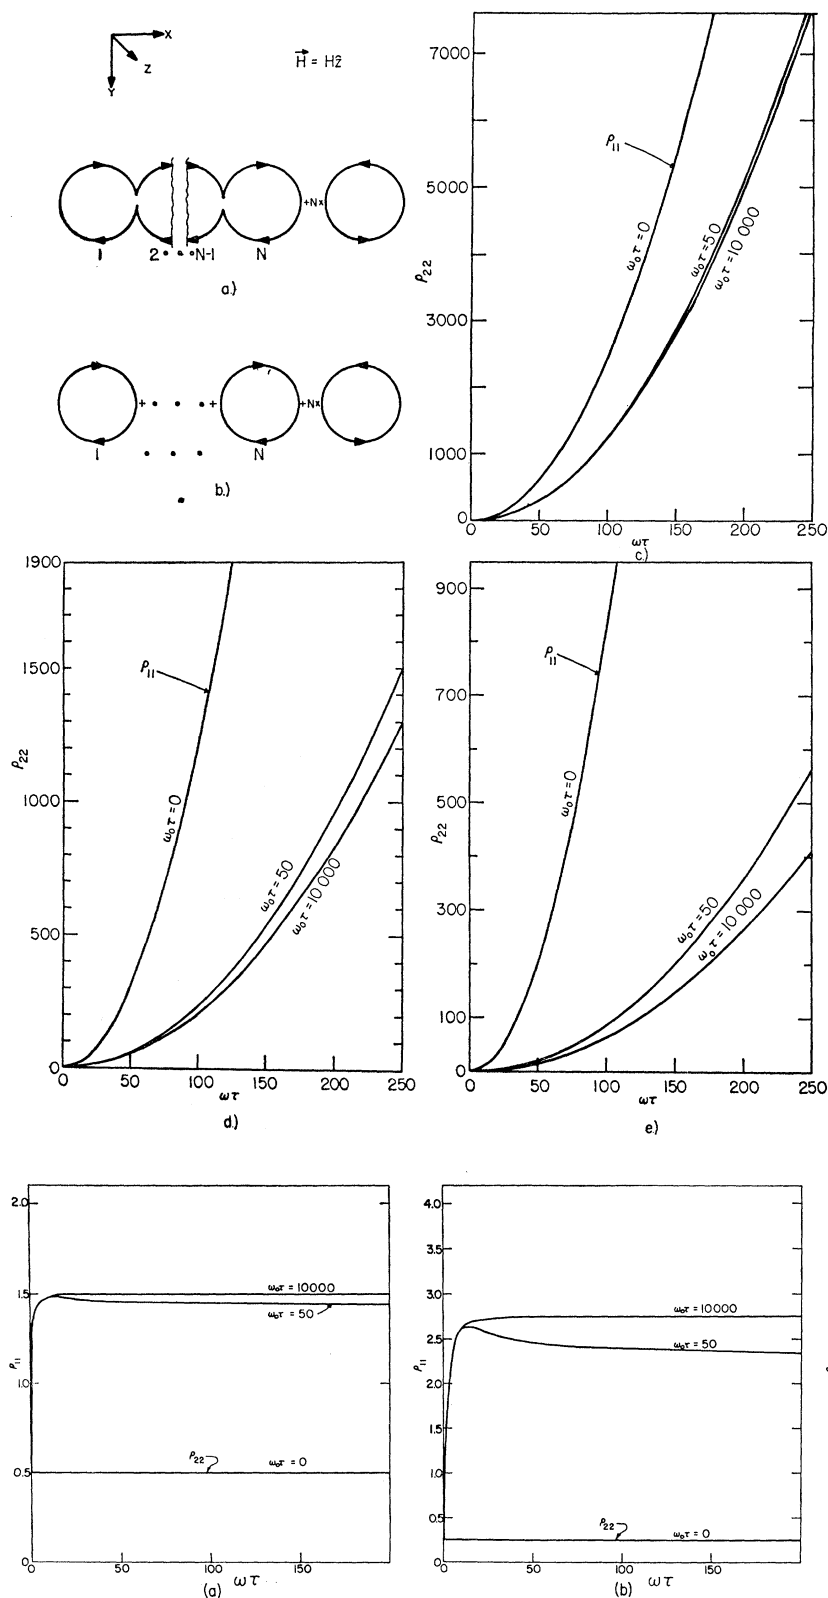 X
Z
Y
H = Hẑ
+N×
1 2 • • • N-1 N
a.)
+ • • • + +N×
1 • • • N
b.)
7000
5000
3000
1000
0
ρ22
ρ11
ω₀τ = 0
ω₀τ = 50
ω₀τ = 10 000
0 50 100 150 200 250
ωτ
c.)
1900
1500
1000
500
0
ρ22
ρ11
ω₀τ = 0
ω₀τ = 50
ω₀τ = 10 000
0 50 100 150 200 250
ωτ
d.)
900
700
500
300
100
0
ρ22
ρ11
ω₀τ = 0
ω₀τ = 50
ω₀τ = 10 000
0 50 100 150 200 250
ωτ
e.)
2.0
1.5
1.0
0.5
0
ρ11
ω₀τ = 10000
ω₀τ = 50
ρ22
ω₀τ = 0
0 50 100 150
(a) ωτ
4.0
3.5
3.0
2.5
2.0
1.5
1.0
0.5
0
ρ11
ω₀τ = 10000
ω₀τ = 50
ρ22
ω₀τ = 0
0 50 100 150
(b) ωτ